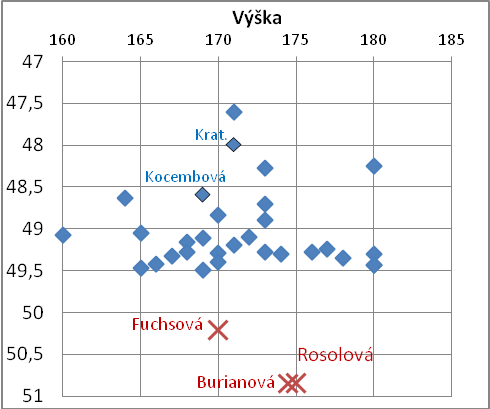 Výška
160 165 170 175 180 185
47
47,5
Krat.
48
Kocembová
48,5
49
49,5
50
Fuchsová
50,5
Rosolová
Burianová
51